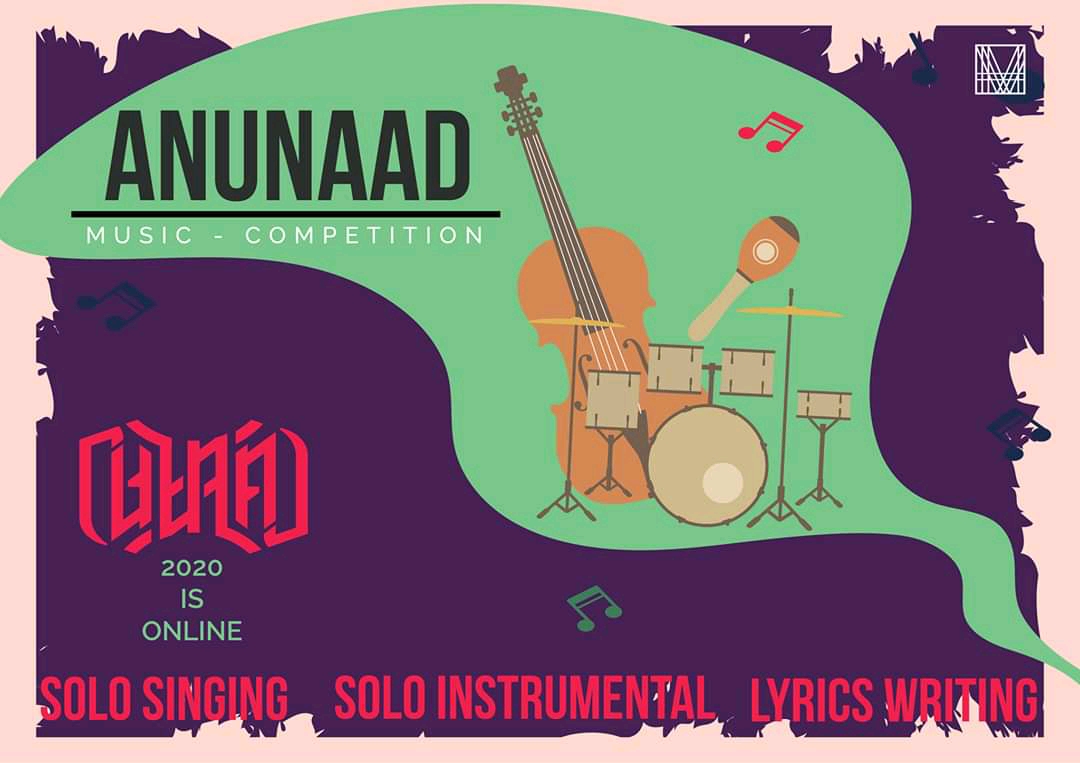 ANUNAAD
MUSIC - COMPETITION
2020
IS
ONLINE
SOLO SINGING
SOLO INSTRUMENTAL
LYRICS WRITING